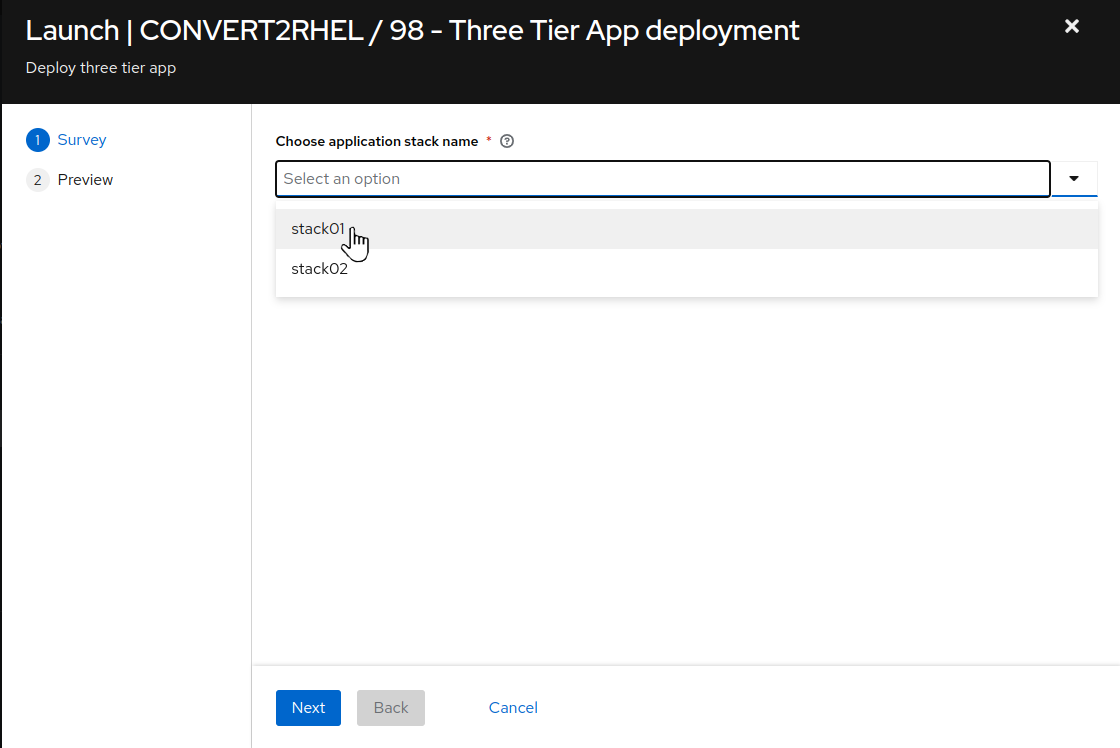 Launch | CONVERT2RHEL / 98 - Three Tier App deployment
Deploy three tier app
1 Survey
2 Preview
Choose application stack name *
Select an option
stack01
stack02
Next
Back
Cancel